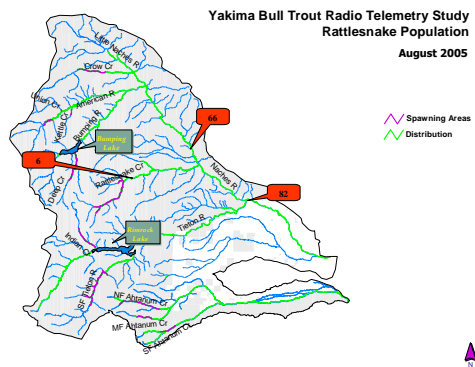 Yakima Bull Trout Radio Telemetry Study
Rattlesnake Population
August 2005
Little Naches R
Crow Cr
Union Cr
American R
Kettle Cr
Bumping R
Bumping
Lake
66
6
Deep Cr
Rattlesnake Cr
Naches R
82
Spawning Areas
Distribution
Tieton R
Rimrock
Lake
Indian Cr
SF Tieton R
NF Ahtanum Cr
MF Ahtanum Cr
SF Ahtanum Cr
N